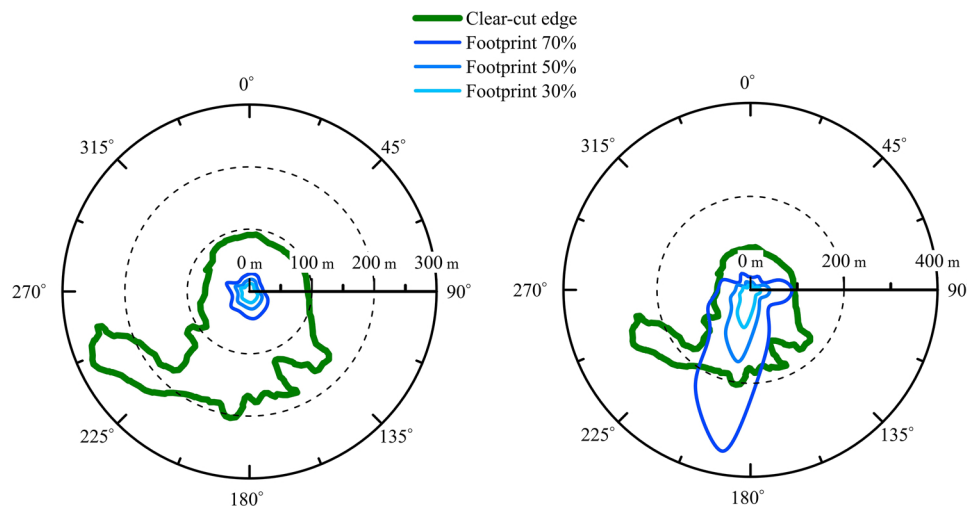 Clear-cut edge
Footprint 70%
Footprint 50%
Footprint 30%
0°
45°
90°
135°
180°
225°
270°
315°
0 m
100 m
200 m
300 m
0°
45°
90
135°
180°
225°
270°
315°
0 m
200 m
400 m